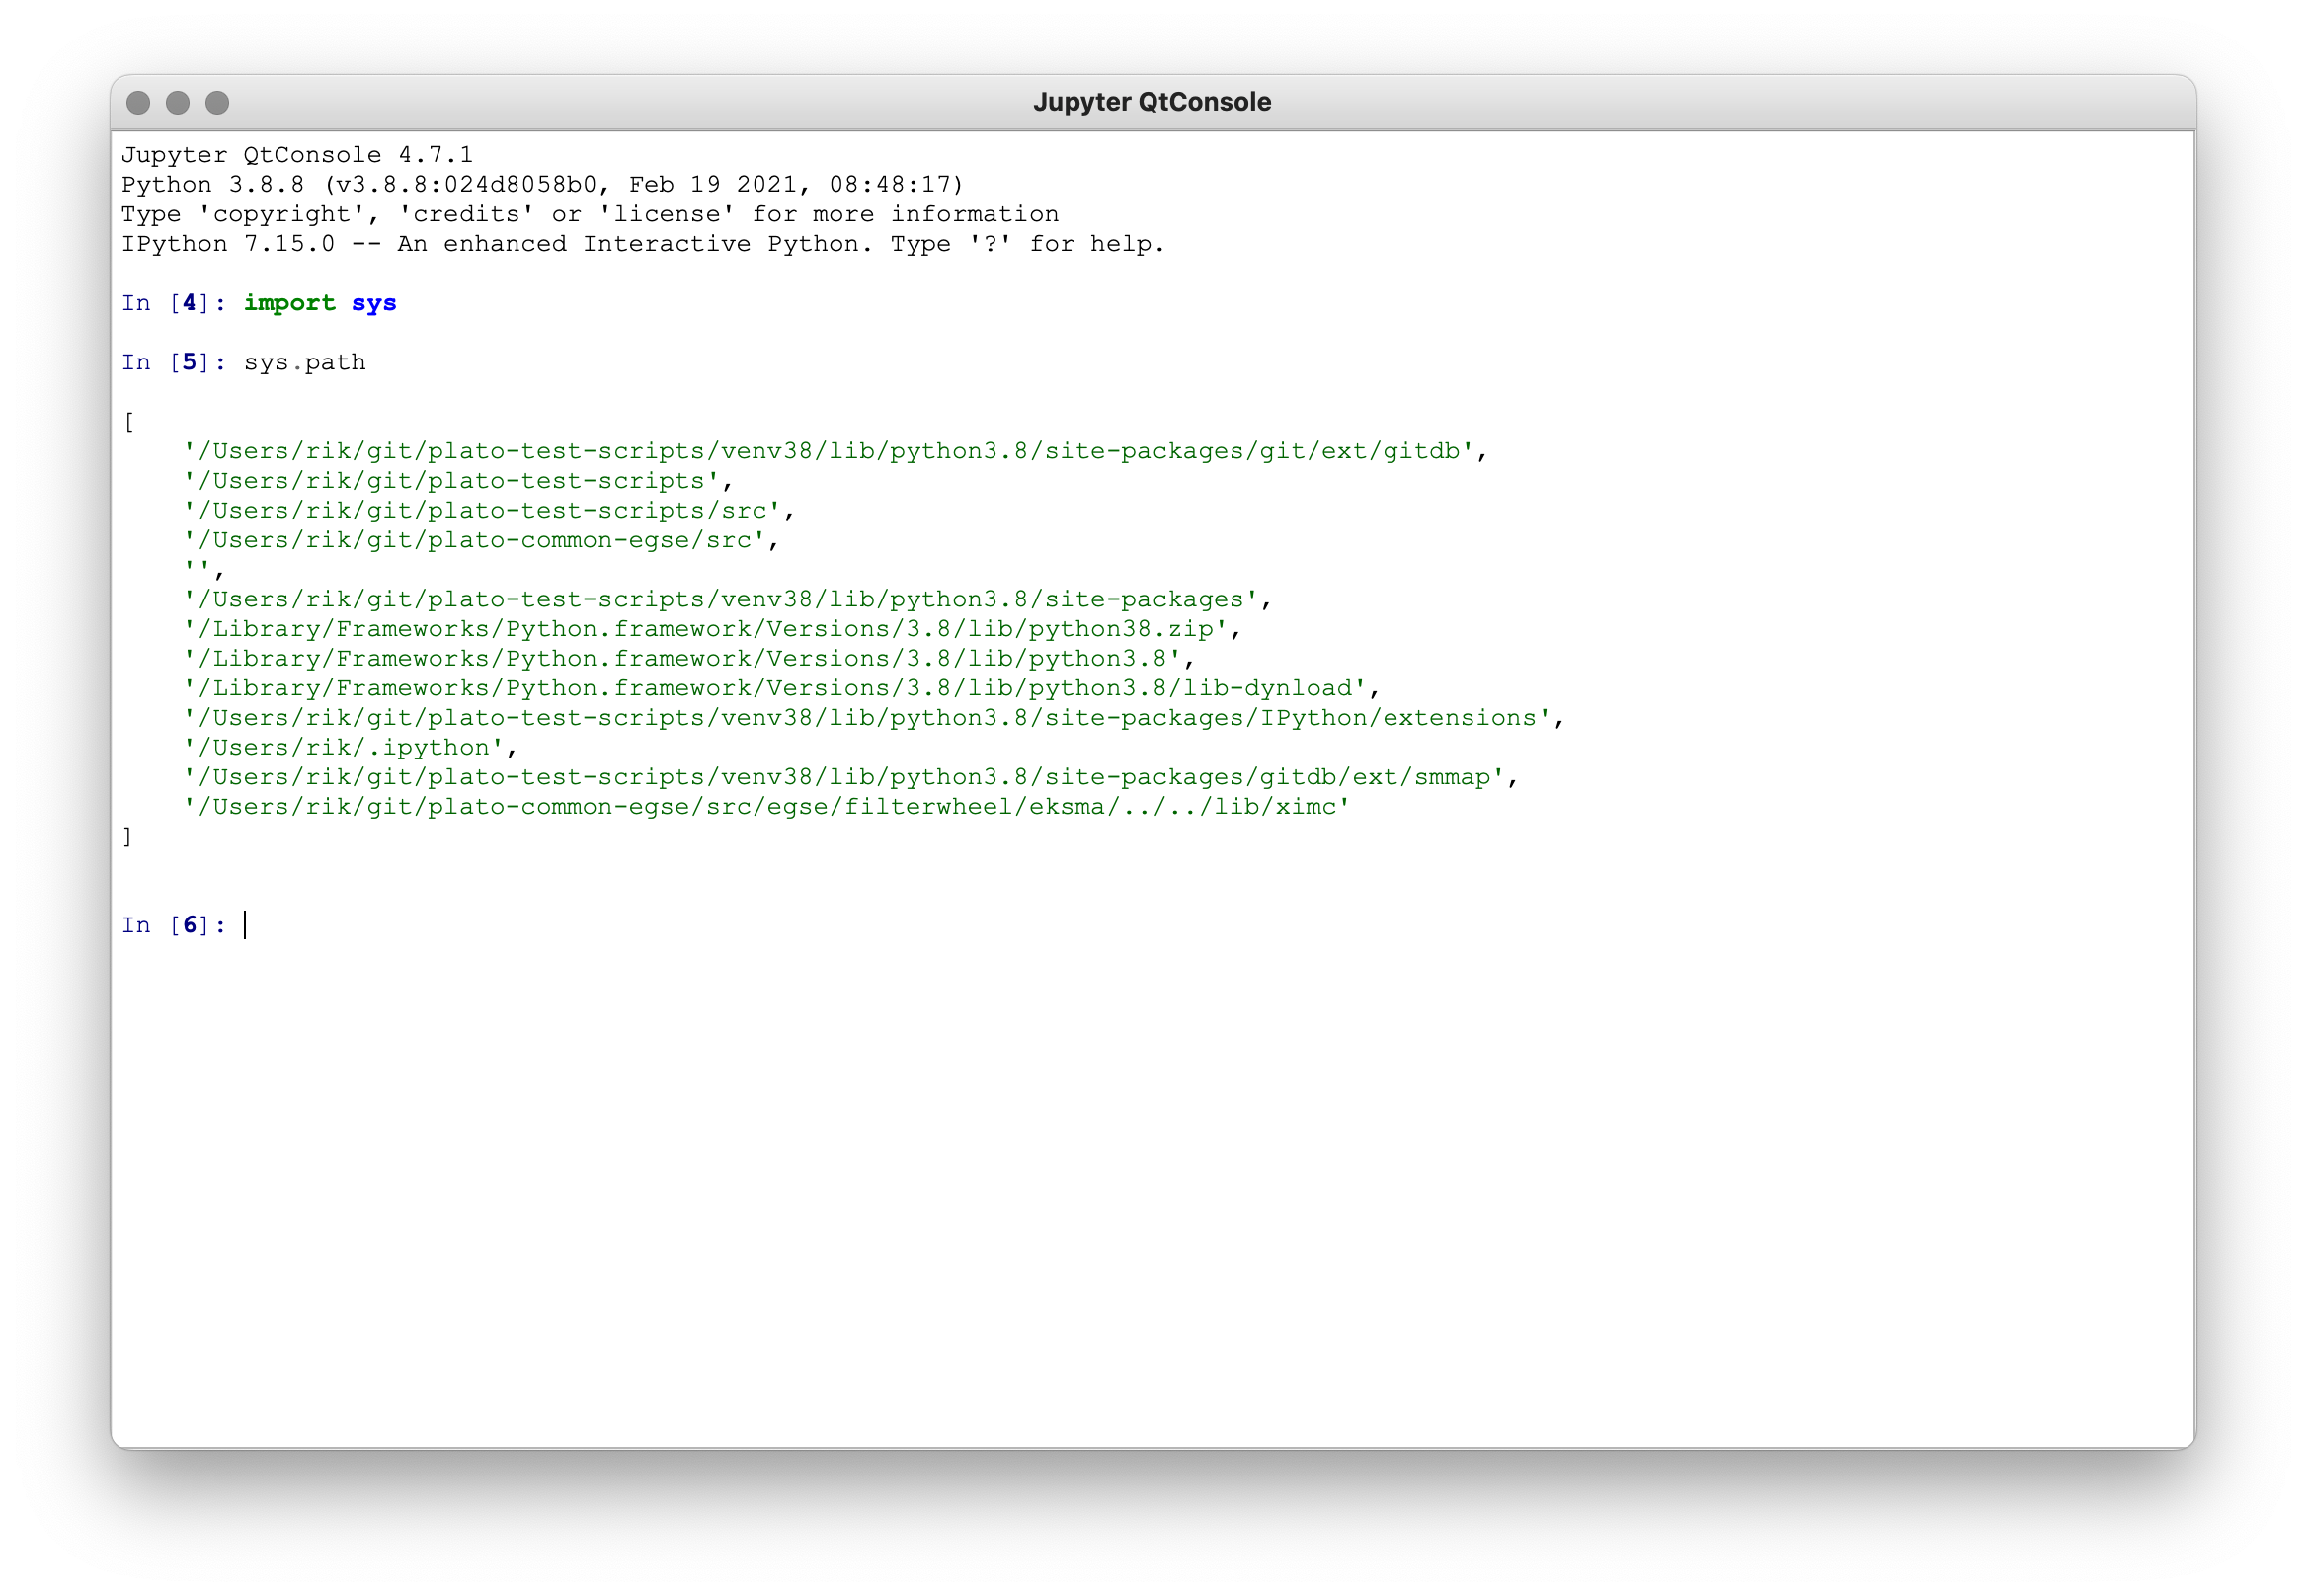 Jupyter QtConsole
Jupyter QtConsole 4.7.1
Python 3.8.8 (v3.8.8:024d8058b0, Feb 19 2021, 08:48:17)
Type 'copyright', 'credits' or 'license' for more information
IPython 7.15.0 -- An enhanced Interactive Python. Type '?' for help.
In [4]: import sys
In [5]: sys.path
[
    '/Users/rik/git/plato-test-scripts/venv38/lib/python3.8/site-packages/git/ext/gitdb',
    '/Users/rik/git/plato-test-scripts',
    '/Users/rik/git/plato-test-scripts/src',
    '/Users/rik/git/plato-common-egse/src',
    '',
    '/Users/rik/git/plato-test-scripts/venv38/lib/python3.8/site-packages',
    '/Library/Frameworks/Python.framework/Versions/3.8/lib/python38.zip',
    '/Library/Frameworks/Python.framework/Versions/3.8/lib/python3.8',
    '/Library/Frameworks/Python.framework/Versions/3.8/lib/python3.8/lib-dynload',
    '/Users/rik/git/plato-test-scripts/venv38/lib/python3.8/site-packages/IPython/extensions',
    '/Users/rik/.ipython',
    '/Users/rik/git/plato-test-scripts/venv38/lib/python3.8/site-packages/gitdb/ext/smmap',
    '/Users/rik/git/plato-common-egse/src/egse/filterwheel/eksma/../../lib/ximc'
]
In [6]: